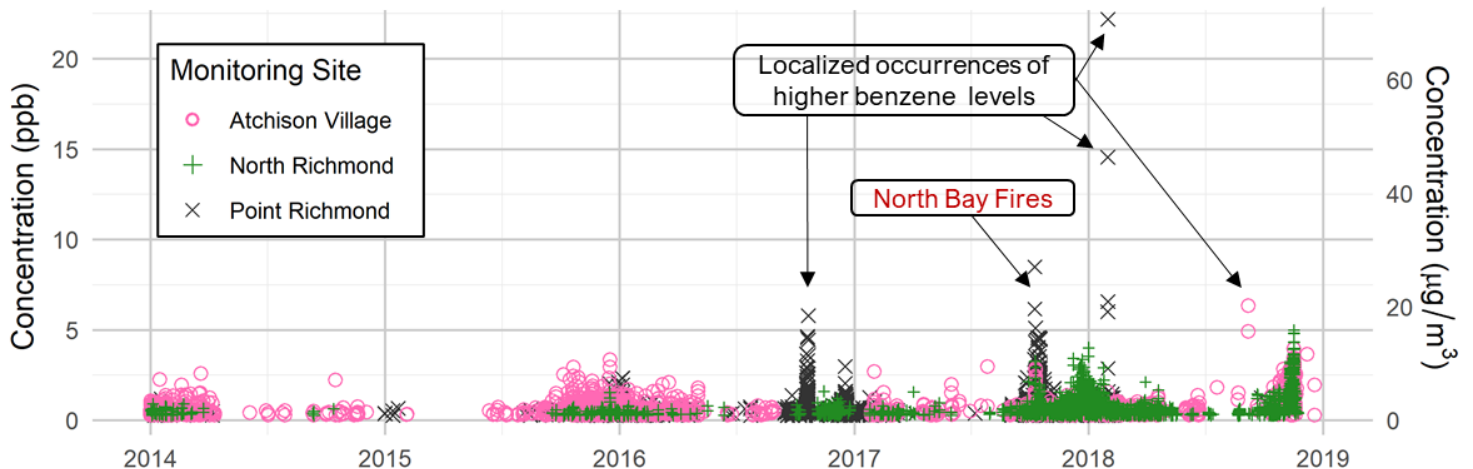 Concentration (ppb)
20
15
10
5
0
Monitoring Site
Atchison Village
North Richmond
Point Richmond
Localized occurrences of
higher benzene levels
North Bay Fires
60
40
20
0
Concentration (μg/m³)
2014
2015
2016
2017
2018
2019